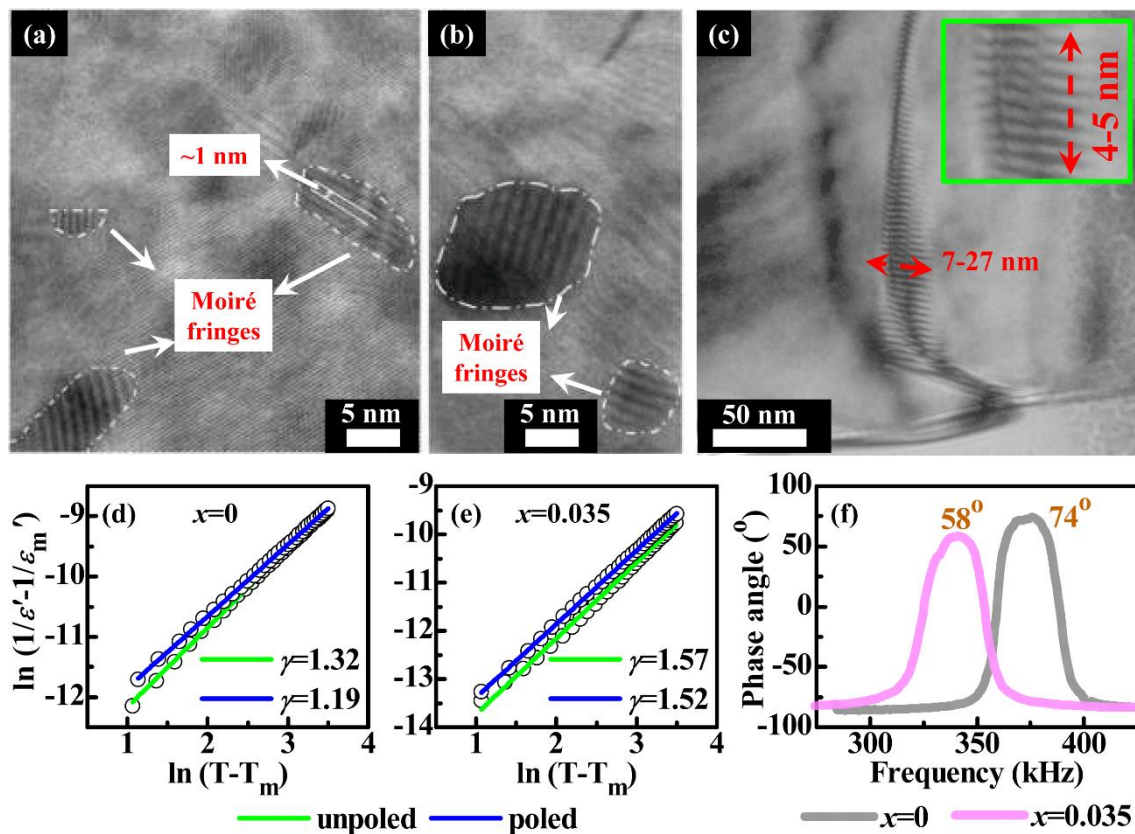 (a)
~1 nm
Moiré
fringes
5 nm
(b)
Moiré
fringes
5 nm
(c)
4-5 nm
7-27 nm
50 nm
(d)
x=0
ln (1/ε′-1/εm′)
-9
-10
-11
-12
γ=1.32
γ=1.19
1 2 3 4
ln (T-Tm)
(e)
x=0.035
-9
-10
-11
-12
-13
-14
γ=1.57
γ=1.52
1 2 3 4
ln (T-Tm)
unpoled poled
(f)
58° 74°
Phase angle (°)
100
50
0
-50
-100
300 350 400
Frequency (kHz)
x=0 x=0.035